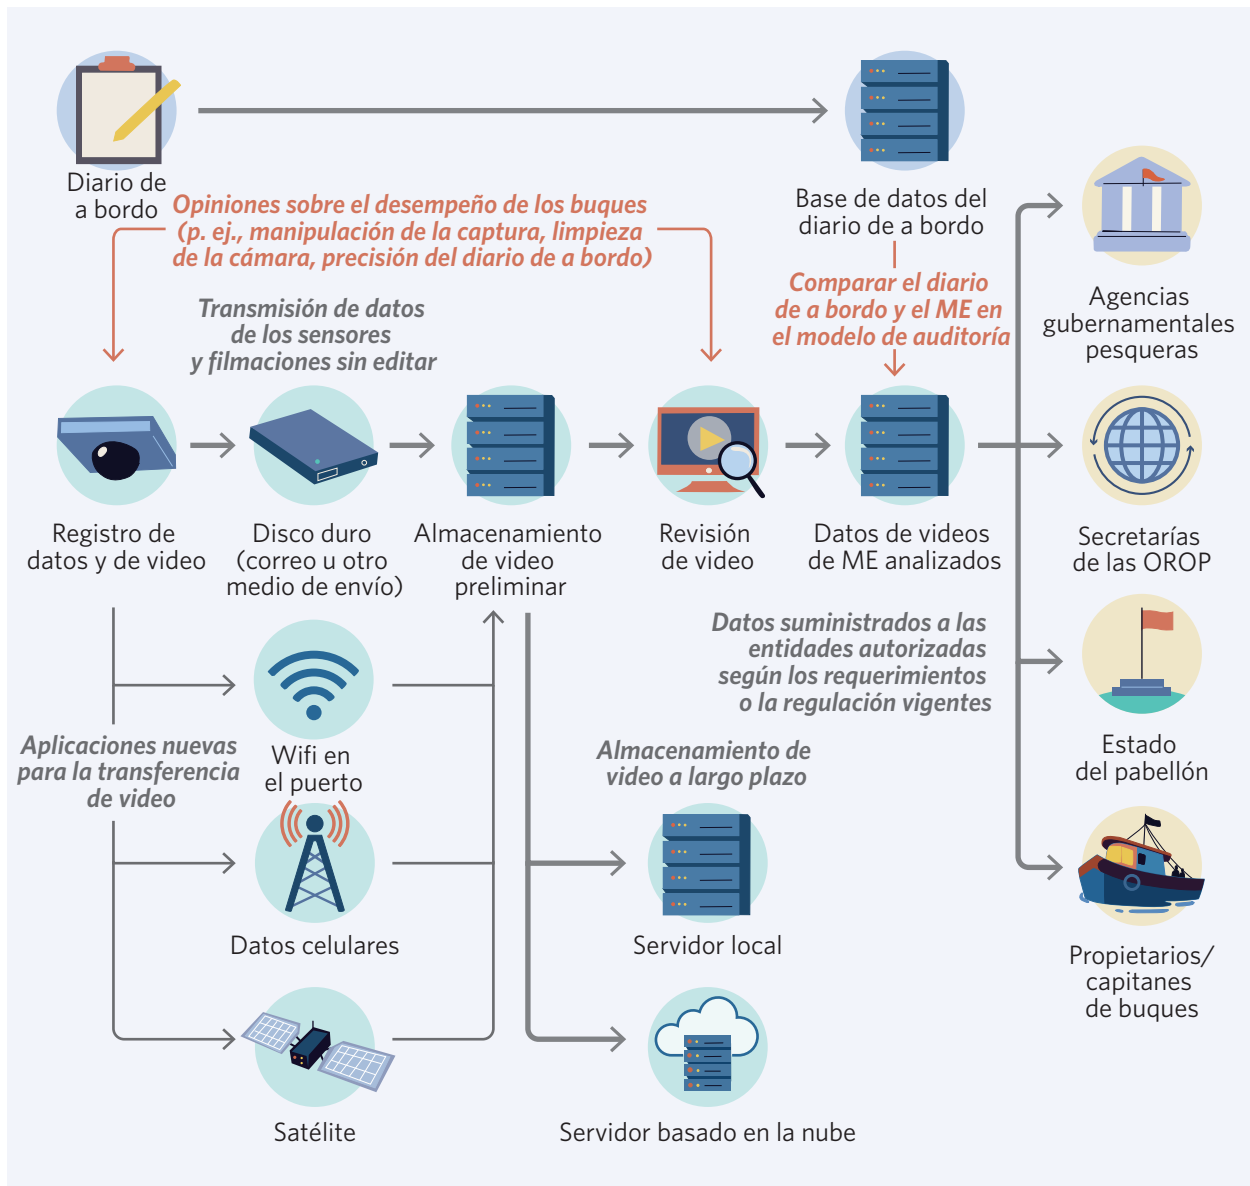 Diario de
a bordo
Base de datos del
diario de a bordo
Opiniones sobre el desempeño de los buques
(p. ej., manipulación de la captura, limpieza
de la cámara, precisión del diario de a bordo)
Comparar el diario
de a bordo y el ME en
el modelo de auditoría
Transmisión de datos
de los sensores
y filmaciones sin editar
Agencias
gubernamentales
pesqueras
Registro de
datos y de video
Disco duro
(correo u otro
medio de envío)
Almacenamiento
de video
preliminar
Revisión
de video
Datos de videos
de ME analizados
Secretarías
de las OROP
Datos suministrados a las
entidades autorizadas
según los requerimientos
o la regulación vigentes
Aplicaciones nuevas
para la transferencia
de video
Wifi en
el puerto
Almacenamiento de
video a largo plazo
Estado
del pabellón
Datos celulares
Servidor local
Propietarios/
capitanes
de buques
Satélite
Servidor basado en la nube